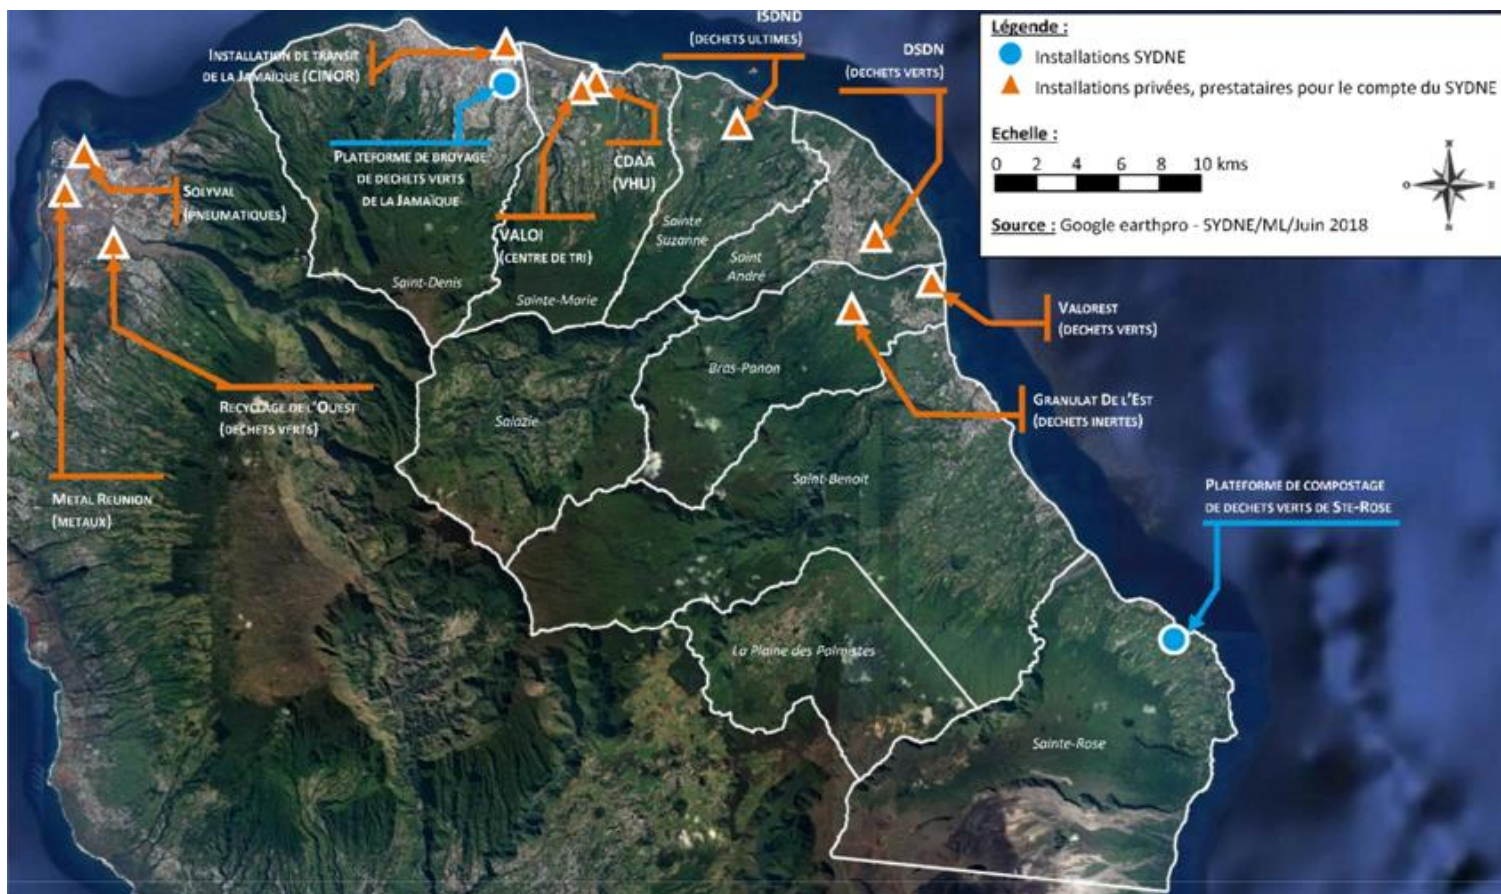 ISDND
(DECHETS ULTIMES)
DSDN
(DECHETS VERTS)
INSTALLATION DE TRANSIT
DE LA JAMAÏQUE (CINOR)
Légende :
Installations SYDNE
Installations privées, prestataires pour le compte du SYDNE
Echelle :
0 2 4 6 8 10 kms
Source : Google earthpro - SYDNE/ML/Juin 2018
N
O
E
S
PLATEFORME DE BROYAGE
DE DECHETS VERTS
DE LA JAMAÏQUE
CDAA
(VHU)
SOLYVAL
(PNEUMATIQUES)
VALOI
(CENTRE DE TRI)
Sainte
Suzanne
Saint
André
Saint-Denis
Sainte-Marie
VALOREST
(DECHETS VERTS)
Bras-Panon
GRANULAT DE L'EST
(DECHETS INERTES)
RECYCLAGE DE L'OUEST
(DECHETS VERTS)
Salazie
Saint-Benoit
METAL REUNION
(METAUX)
PLATEFORME DE COMPOSTAGE
DE DECHETS VERTS DE STE-ROSE
La Plaine des Palmistes
Sainte-Rose